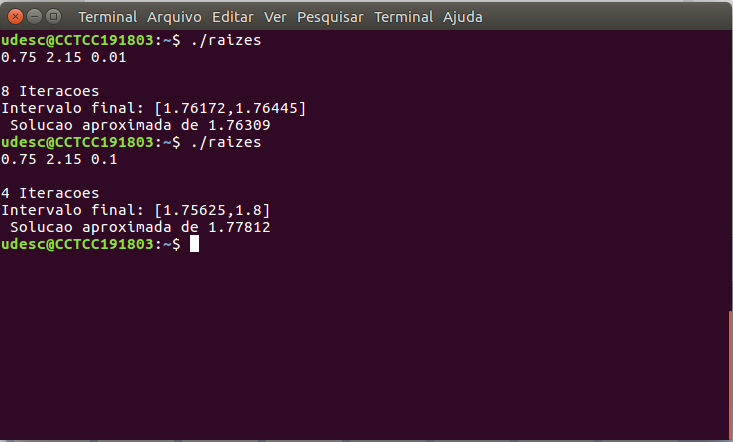 Terminal Arquivo Editar Ver Pesquisar Terminal Ajuda
udesc@CCTCC191803:~$ ./raizes
0.75 2.15 0.01
8 Iteracoes
Intervalo final: [1.76172,1.76445]
Solucao aproximada de 1.76309
udesc@CCTCC191803:~$ ./raizes
0.75 2.15 0.1
4 Iteracoes
Intervalo final: [1.75625,1.8]
Solucao aproximada de 1.77812
udesc@CCTCC191803:~$